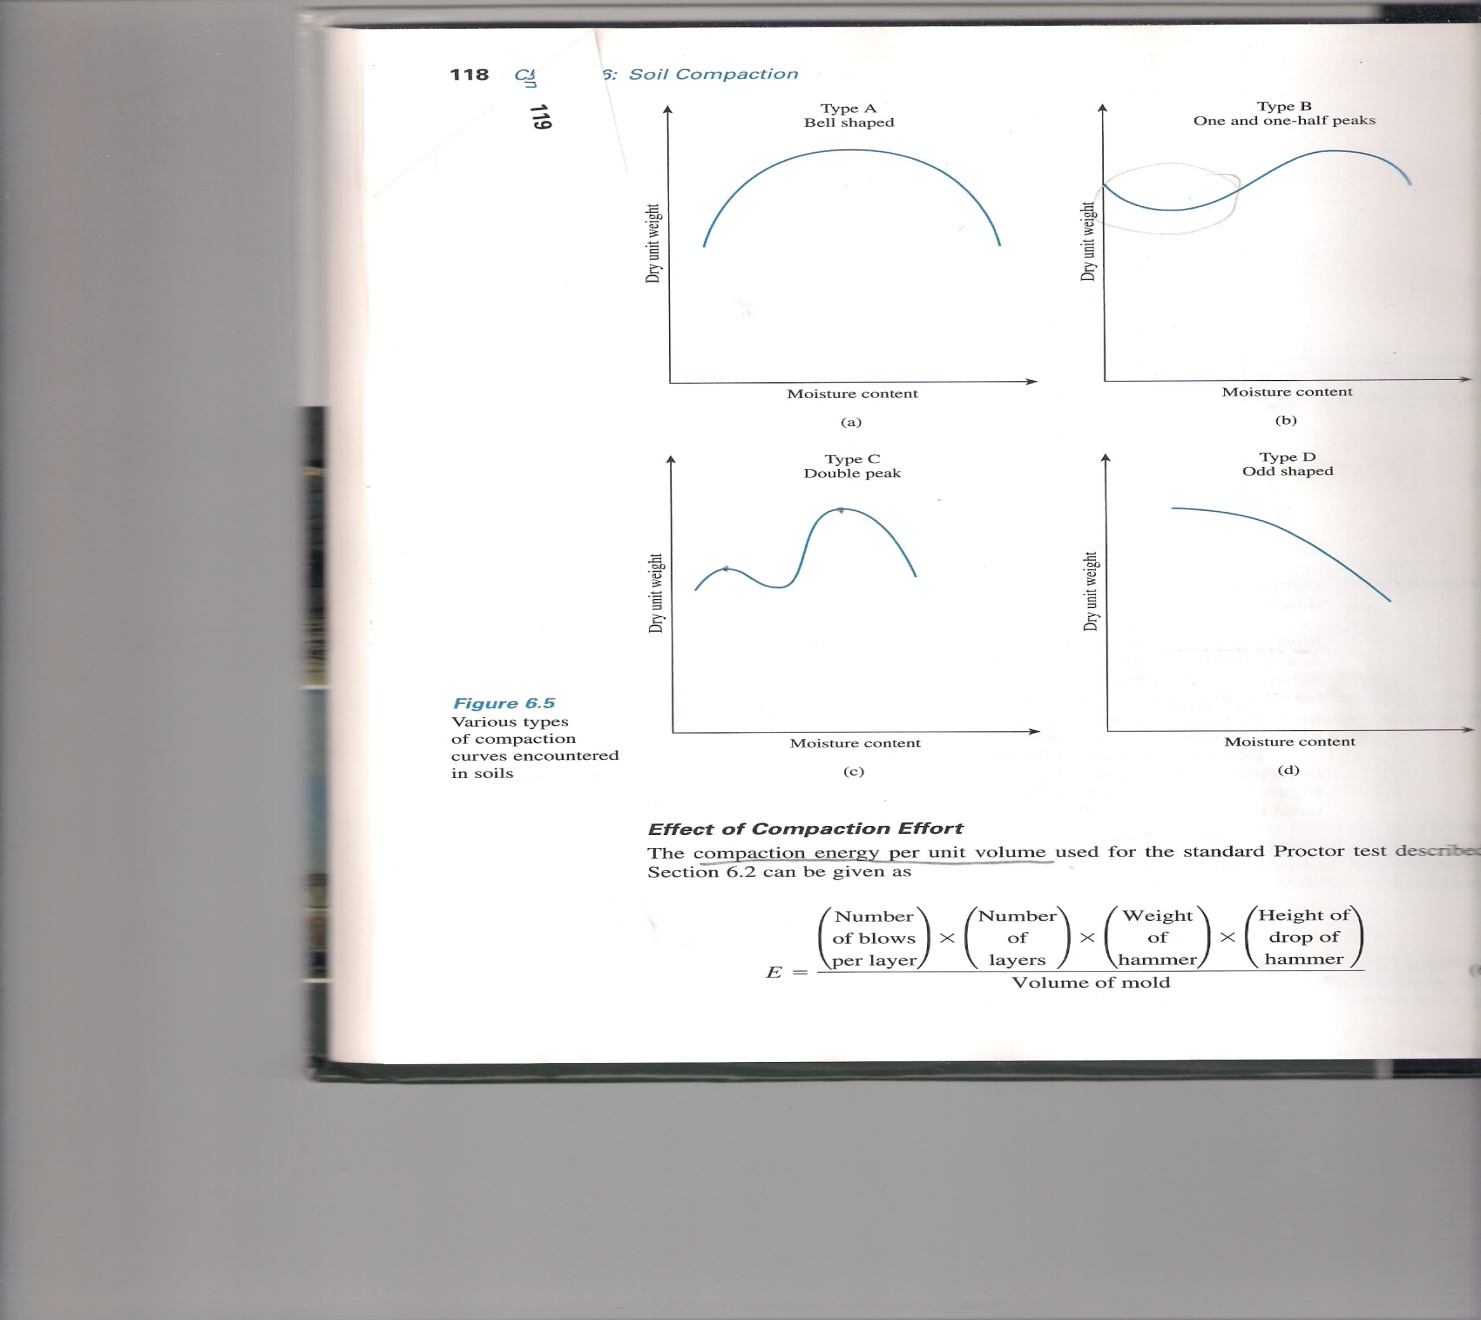 118
6: Soil Compaction
119
Type A
Bell shaped
Dry unit weight
Moisture content
(a)
Type B
One and one-half peaks
Dry unit weight
Moisture content
(b)
Type C
Double peak
Dry unit weight
Moisture content
(c)
Type D
Odd shaped
Dry unit weight
Moisture content
(d)
Figure 6.5
Various types
of compaction
curves encountered
in soils
Effect of Compaction Effort
The compaction energy per unit volume used for the standard Proctor test described
Section 6.2 can be given as
E = (Number of blows per layer) × (Number of layers) × (Weight of hammer) × (Height of drop of hammer)
Volume of mold